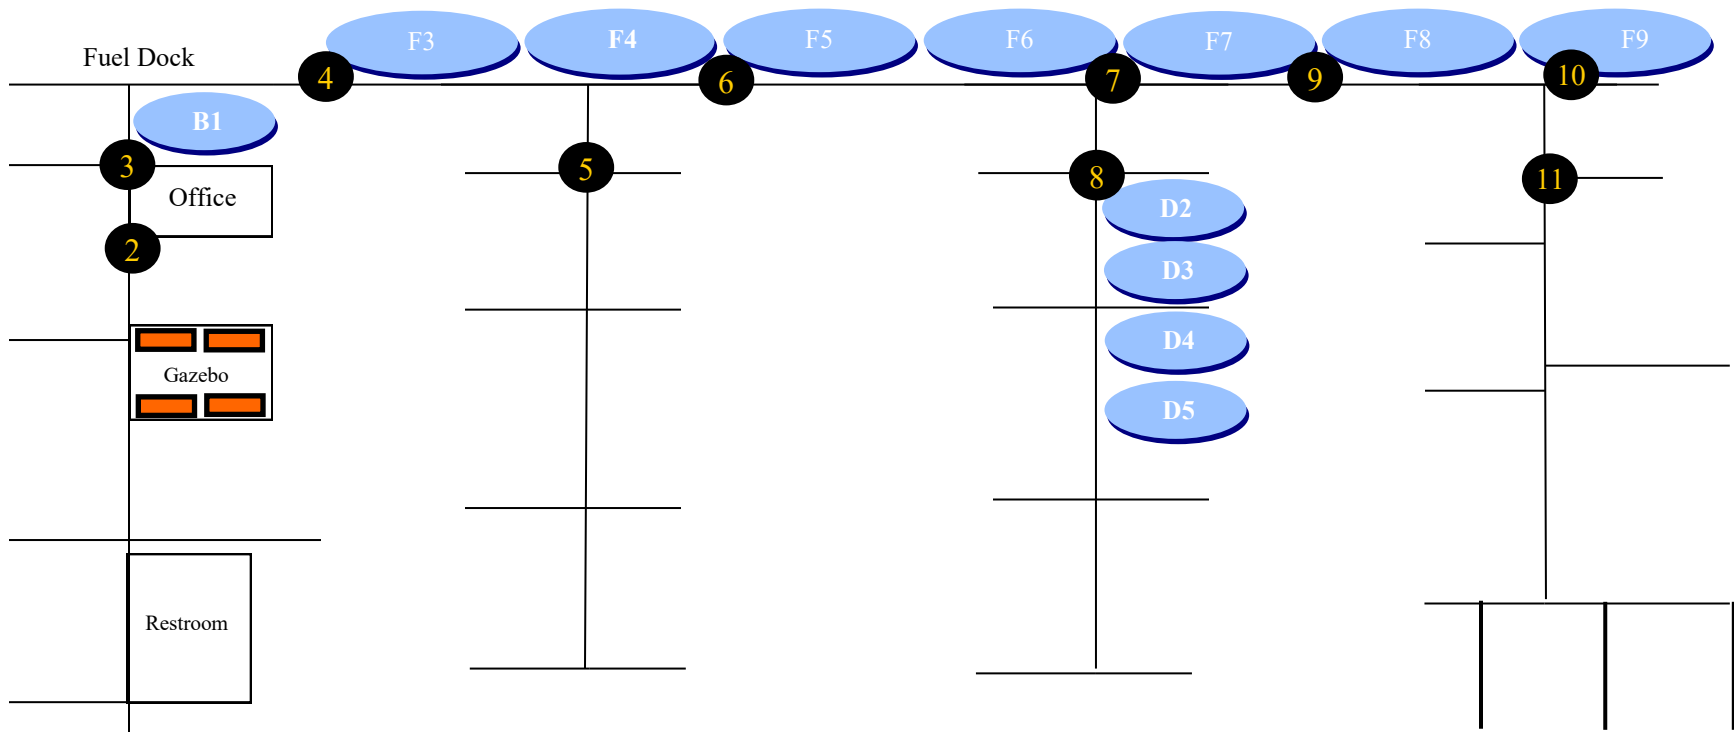 F3 F4 F5 F6 F7 F8 F9
Fuel Dock
4 6 7 9 10
B1
3 5 8 11
Office
D2
2
D3
D4
Gazebo
D5
Restroom